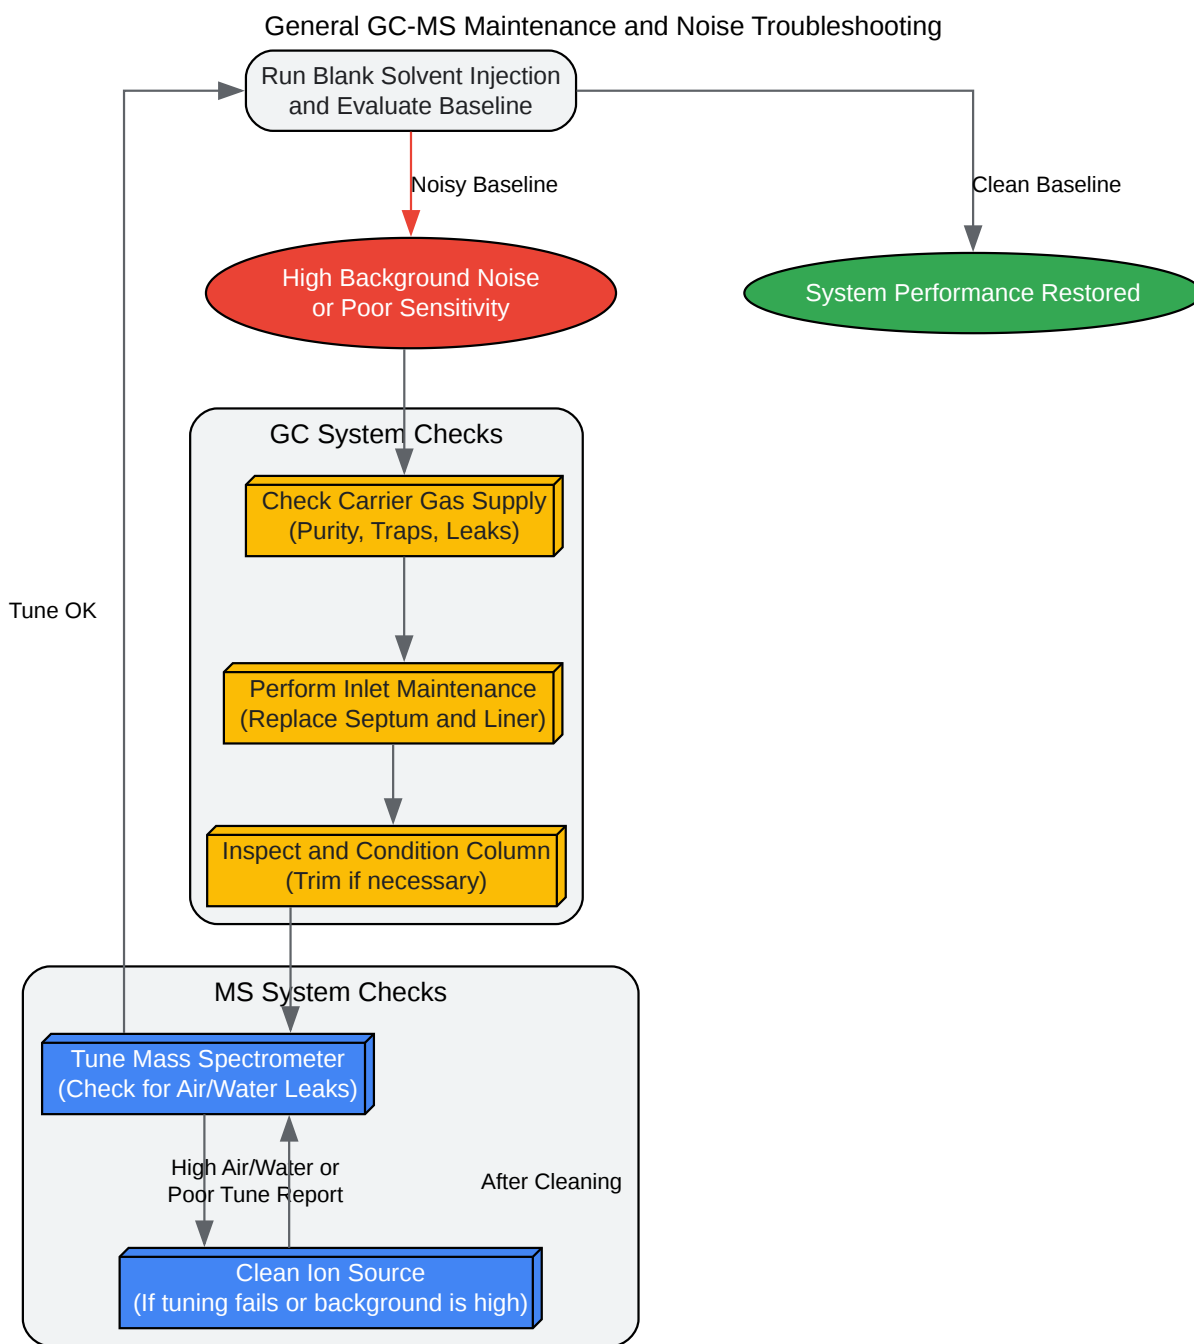 General GC-MS Maintenance and Noise Troubleshooting
Run Blank Solvent Injection
and Evaluate Baseline
Noisy Baseline
Clean Baseline
High Background Noise
or Poor Sensitivity
System Performance Restored
GC System Checks
Check Carrier Gas Supply
(Purity, Traps, Leaks)
Tune OK
Perform Inlet Maintenance
(Replace Septum and Liner)
Inspect and Condition Column
(Trim if necessary)
MS System Checks
Tune Mass Spectrometer
(Check for Air/Water Leaks)
High Air/Water or
Poor Tune Report
After Cleaning
Clean Ion Source
(If tuning fails or background is high)